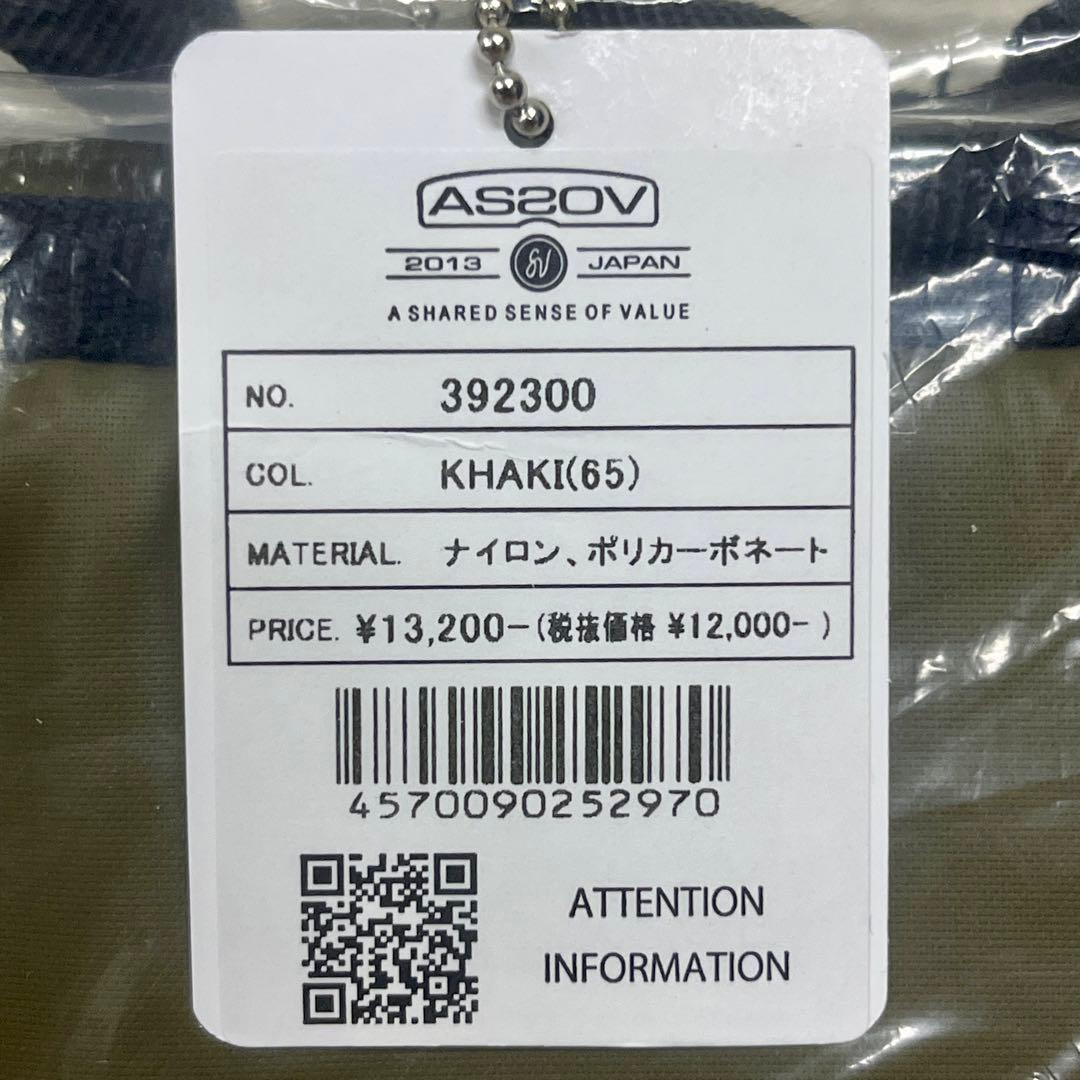 ASSOV
2013 JAPAN
A SHARED SENSE OF VALUE
NO. 392300
COL. KHAKI(65)
MATERIAL. ナイロン、ポリカーボネート
PRICE. ¥13,200-(税抜価格 ¥12,000- )
4570090252970
ATTENTION
INFORMATION